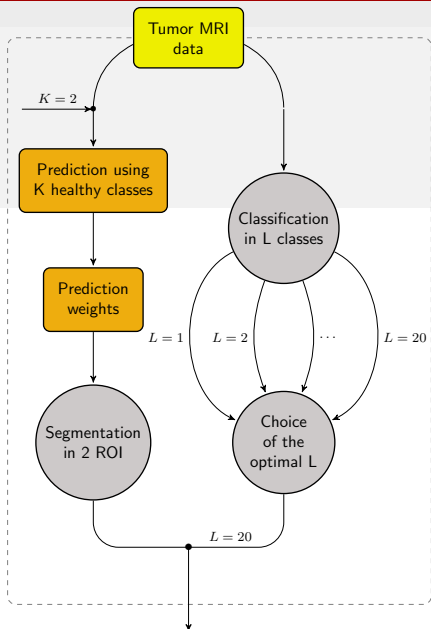 Tumor MRI
data
K = 2
Prediction using
K healthy classes
Classification
in L classes
Prediction
weights
L = 1
L = 2
...
L = 20
Segmentation
in 2 ROI
Choice
of the
optimal L
L = 20